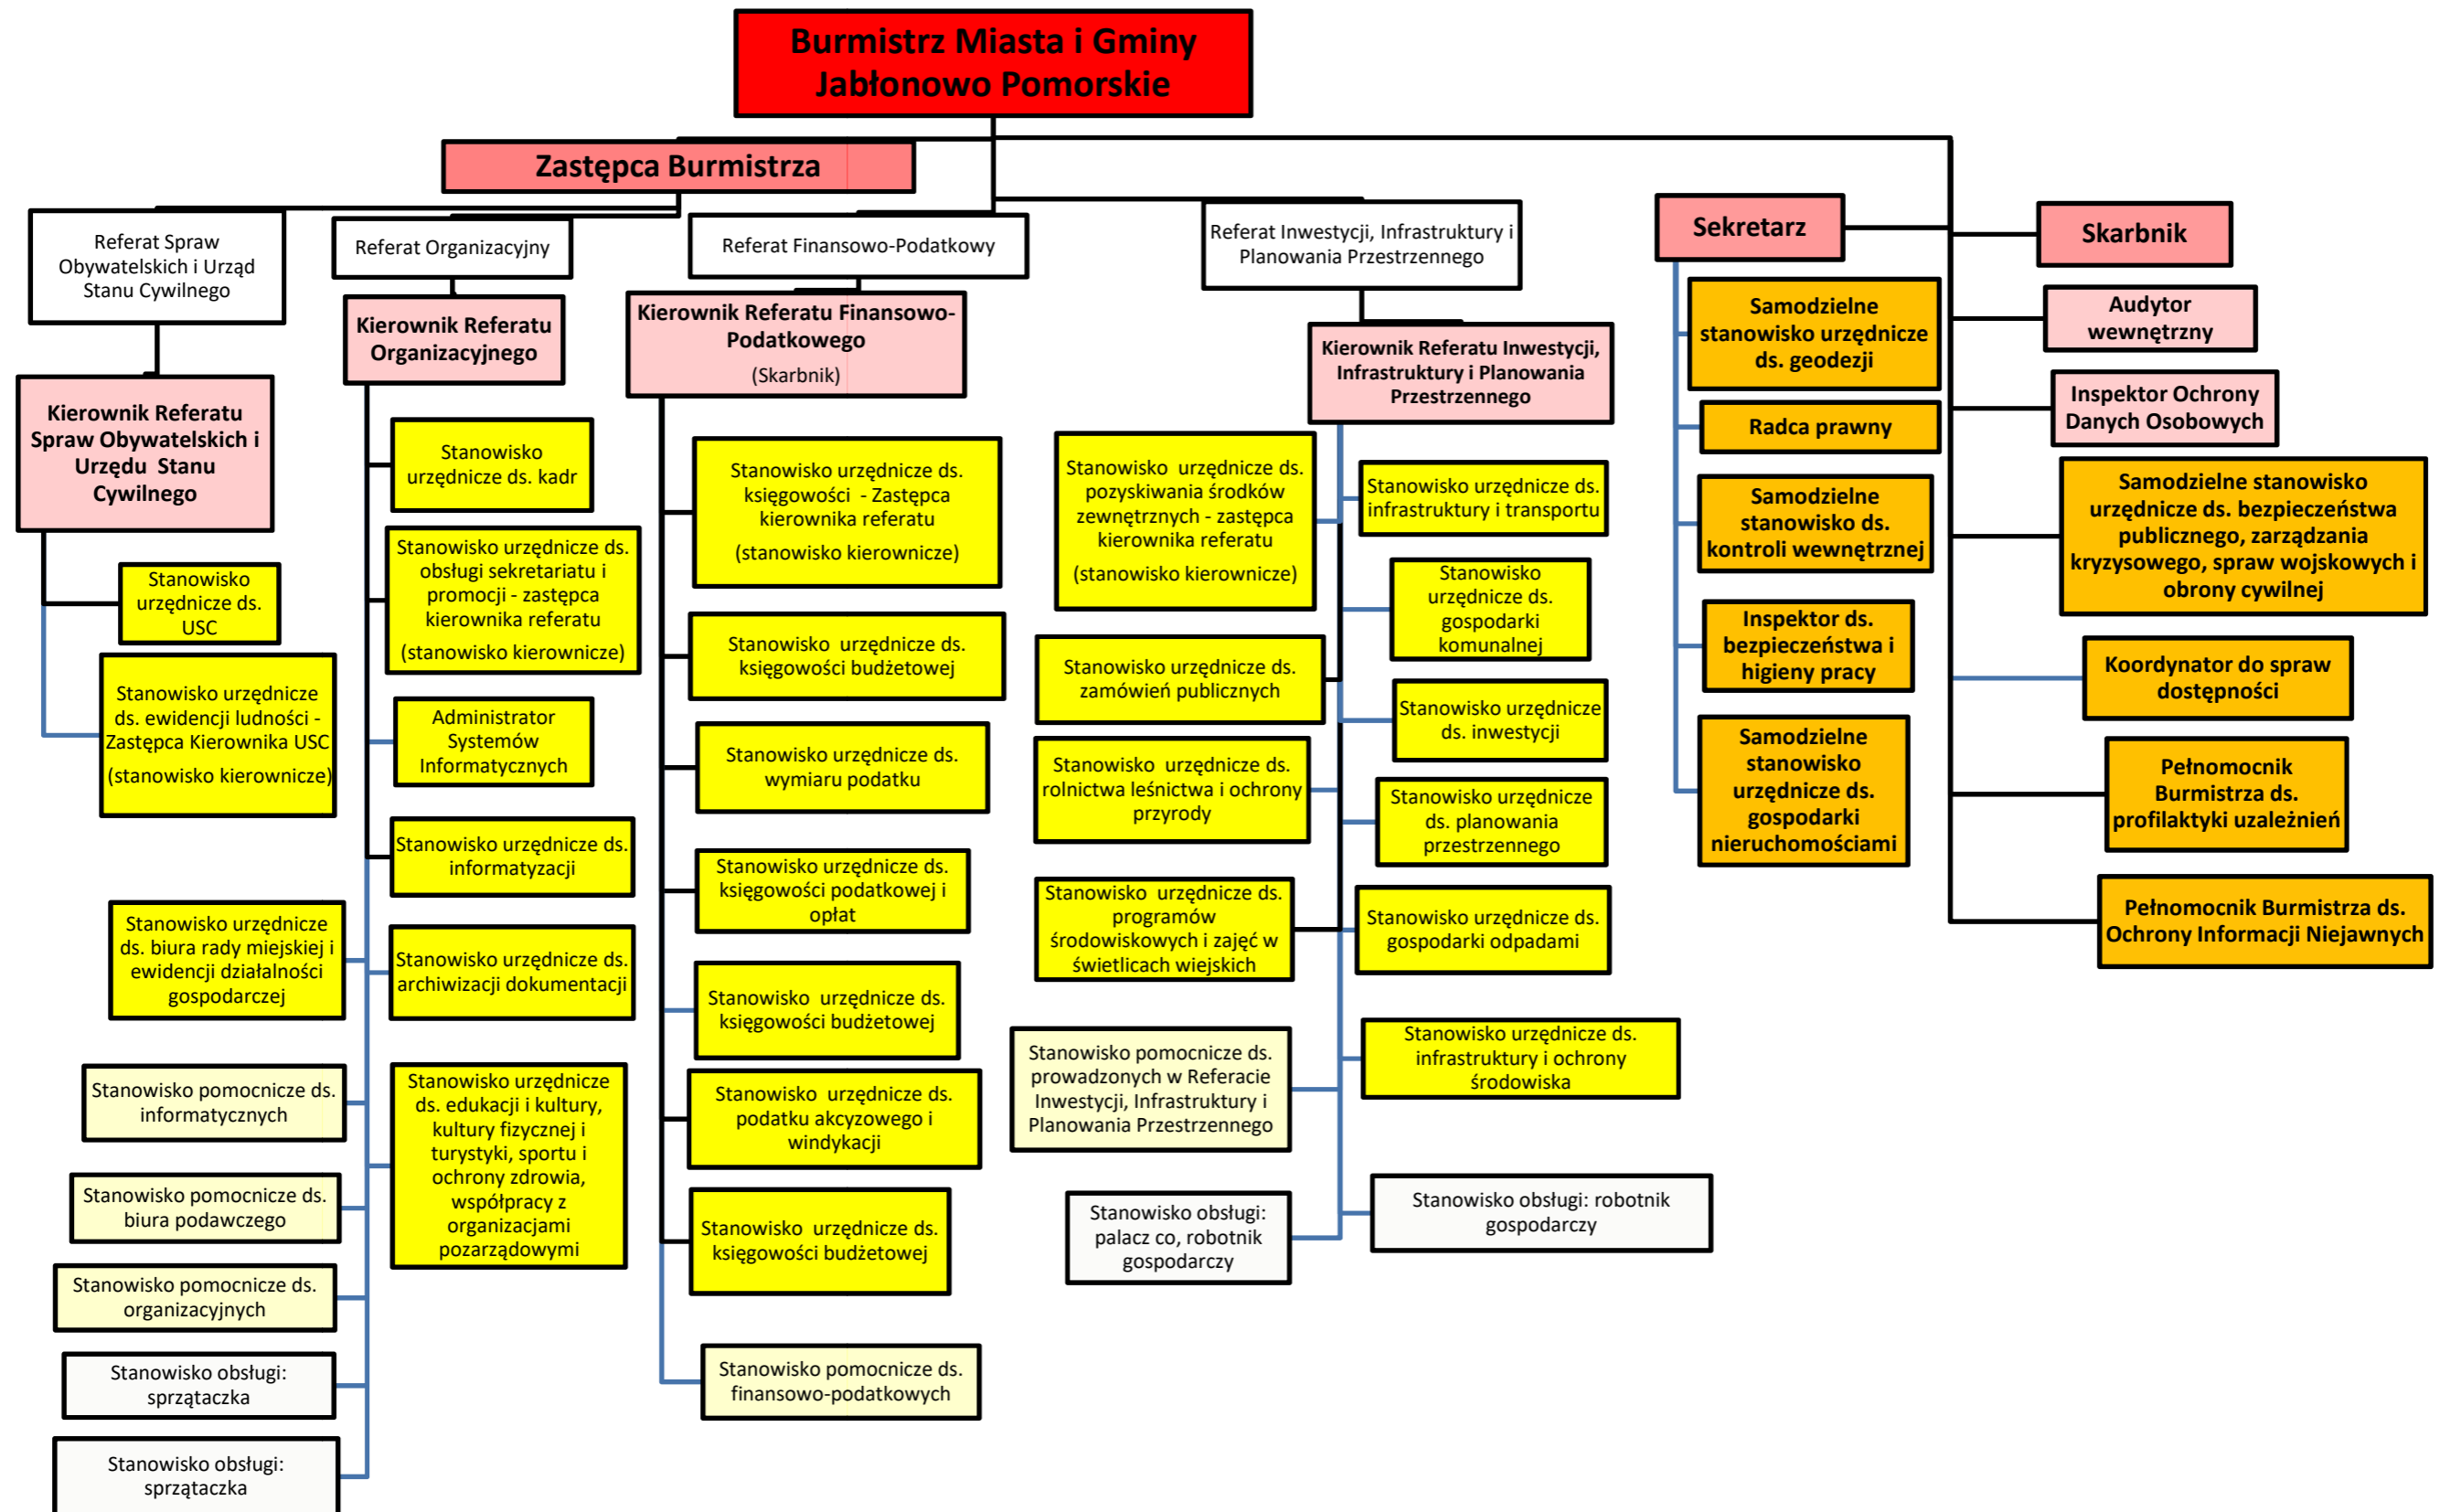 Burmistrz Miasta i Gminy
Jabłonowo Pomorskie
Zastępca Burmistrza
Referat Spraw
Obywatelskich i Urząd
Stanu Cywilnego
Kierownik Referatu
Spraw Obywatelskich i
Urzędu Stanu
Cywilnego
Stanowisko
urzędnicze ds.
USC
Stanowisko urzędnicze
ds. ewidencji ludności -
Zastępca Kierownika USC
(stanowisko kierownicze)
Referat Organizacyjny
Kierownik Referatu
Organizacyjnego
Stanowisko
urzędnicze ds. kadr
Stanowisko urzędnicze ds.
obsługi sekretariatu i
promocji - zastępca
kierownika referatu
(stanowisko kierownicze)
Administrator
Systemów
Informatycznych
Stanowisko urzędnicze ds.
informatyzacji
Stanowisko urzędnicze
ds. biura rady miejskiej i
ewidencji działalności
gospodarczej
Stanowisko urzędnicze ds.
archiwizacji dokumentacji
Stanowisko pomocnicze ds.
informatycznych
Stanowisko urzędnicze
ds. edukacji i kultury,
kultury fizycznej i
turystyki, sportu i
ochrony zdrowia,
współpracy z
organizacjami
pozarządowymi
Stanowisko pomocnicze ds.
biura podawczego
Stanowisko pomocnicze ds.
organizacyjnych
Stanowisko obsługi:
sprzątaczka
Stanowisko obsługi:
sprzątaczka
Referat Finansowo-Podatkowy
Kierownik Referatu Finansowo-
Podatkowego
(Skarbnik)
Stanowisko urzędnicze ds.
księgowości - Zastępca
kierownika referatu
(stanowisko kierownicze)
Stanowisko urzędnicze ds.
księgowości budżetowej
Stanowisko urzędnicze ds.
wymiaru podatku
Stanowisko urzędnicze ds.
księgowości podatkowej i
opłat
Stanowisko urzędnicze ds.
księgowości budżetowej
Stanowisko urzędnicze ds.
podatku akcyzowego i
windykacji
Stanowisko urzędnicze ds.
księgowości budżetowej
Stanowisko pomocnicze ds.
finansowo-podatkowych
Referat Inwestycji, Infrastruktury i
Planowania Przestrzennego
Kierownik Referatu Inwestycji,
Infrastruktury i Planowania
Przestrzennego
Stanowisko urzędnicze ds.
pozyskiwania środków
zewnętrznych - zastępca
kierownika referatu
(stanowisko kierownicze)
Stanowisko urzędnicze ds.
infrastruktury i transportu
Stanowisko
urzędnicze ds.
gospodarki
komunalnej
Stanowisko urzędnicze ds.
zamówień publicznych
Stanowisko urzędnicze
ds. inwestycji
Stanowisko urzędnicze ds.
rolnictwa leśnictwa i ochrony
przyrody
Stanowisko urzędnicze
ds. planowania
przestrzennego
Stanowisko urzędnicze ds.
programów
środowiskowych i zajęć w
świetlicach wiejskich
Stanowisko urzędnicze ds.
gospodarki odpadami
Stanowisko pomocnicze ds.
prowadzonych w Referacie
Inwestycji, Infrastruktury i
Planowania Przestrzennego
Stanowisko urzędnicze ds.
infrastruktury i ochrony
środowiska
Stanowisko obsługi:
palacz co, robotnik
gospodarczy
Stanowisko obsługi: robotnik
gospodarczy
Sekretarz
Samodzielne
stanowisko urzędnicze
ds. geodezji
Radca prawny
Samodzielne
stanowisko ds.
kontroli wewnętrznej
Inspektor ds.
bezpieczeństwa i
higieny pracy
Samodzielne
stanowisko
urzędnicze ds.
gospodarki
nieruchomościami
Skarbnik
Audytor
wewnętrzny
Inspektor Ochrony
Danych Osobowych
Samodzielne stanowisko
urzędnicze ds. bezpieczeństwa
publicznego, zarządzania
kryzysowego, spraw wojskowych i
obrony cywilnej
Koordynator do spraw
dostępności
Pełnomocnik
Burmistrza ds.
profilaktyki uzależnień
Pełnomocnik Burmistrza ds.
Ochrony Informacji Niejawnych